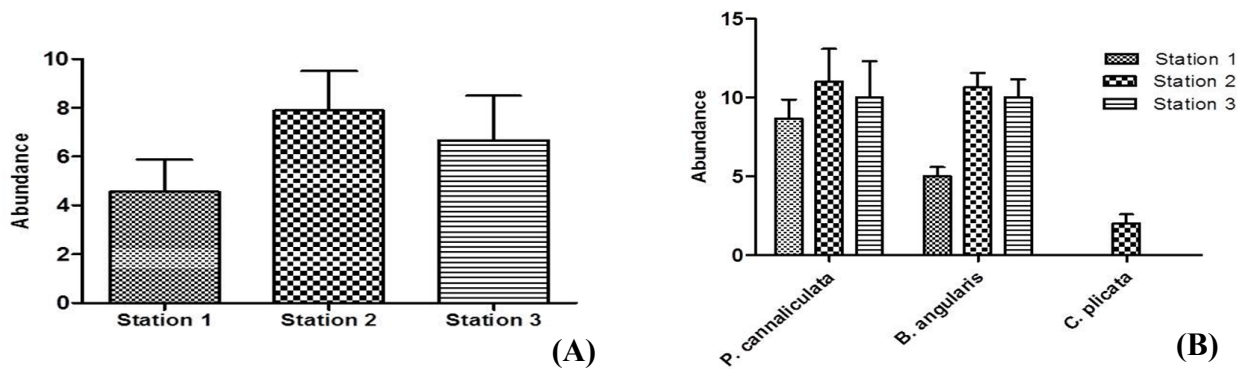 Abundance
10
8
6
4
2
0
Station 1
Station 2
Station 3
(A)
Abundance
15
10
5
0
Station 1
Station 2
Station 3
P. cannaliculata
B. angularis
C. plicata
(B)